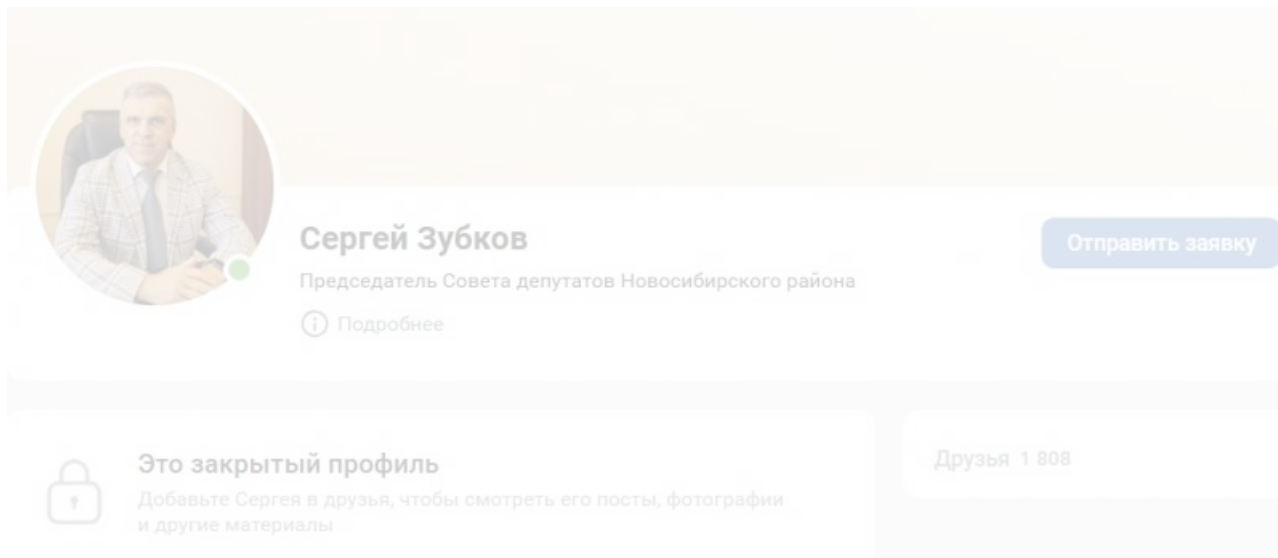 Сергей Зубков
Отправить заявку
Председатель Совета депутатов Новосибирского района
Подробнее
Это закрытый профиль
Добавьте Сергея в друзья, чтобы смотреть его посты, фотографии
и другие материалы
Друзья 1 808